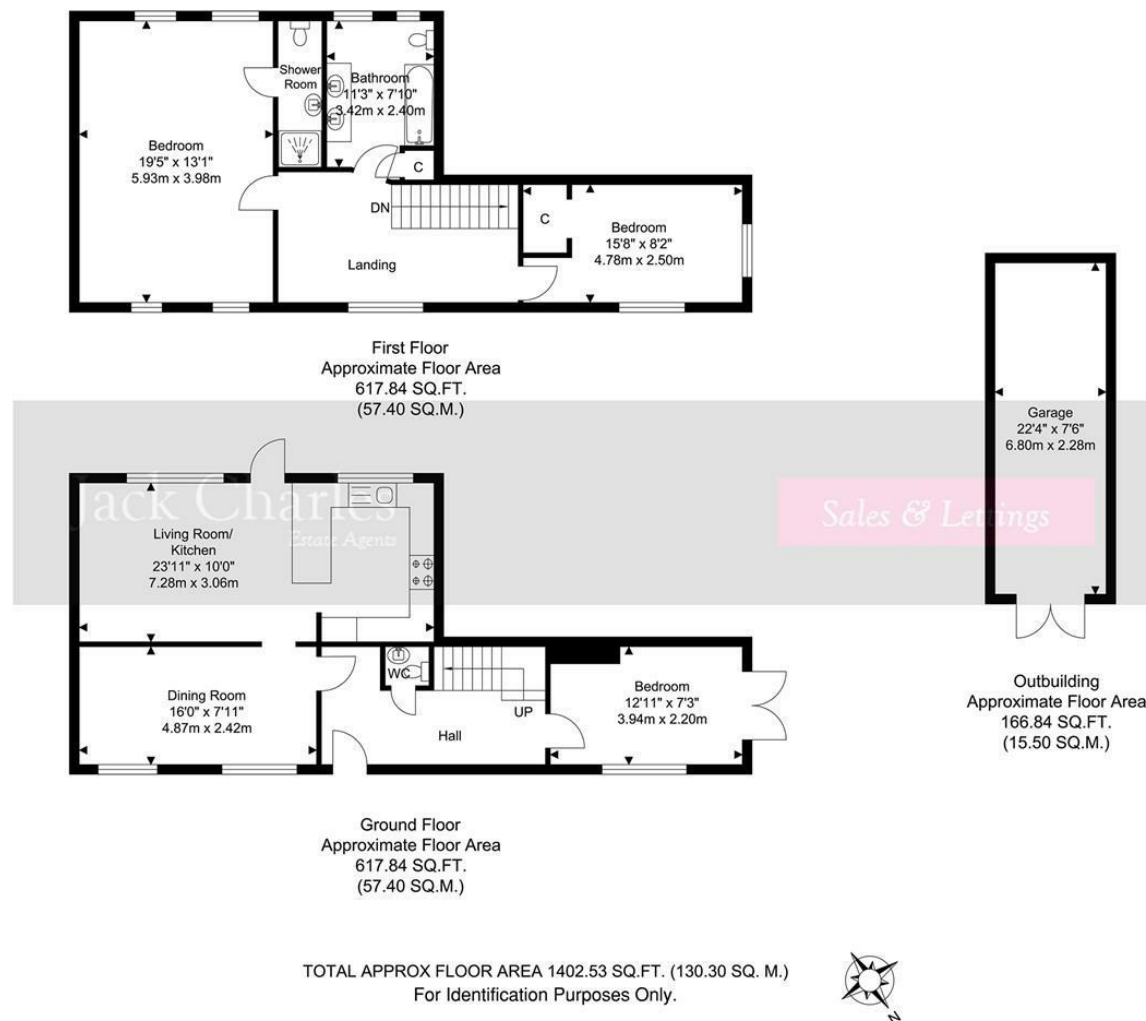 Shower
Room
Bathroom
11'3" x 7'10"
3.42m x 2.40m
Bedroom
19'5" x 13'1"
5.93m x 3.98m
C
DN
C
Bedroom
15'8" x 8'2"
4.78m x 2.50m
Landing
First Floor
Approximate Floor Area
617.84 SQ.FT.
(57.40 SQ.M.)
Garage
22'4" x 7'6"
6.80m x 2.28m
Jack Charles
Estate Agents
Sales & Lettings
Living Room/
Kitchen
23'11" x 10'0"
7.28m x 3.06m
WC
Dining Room
16'0" x 7'11"
4.87m x 2.42m
UP
Hall
Bedroom
12'11" x 7'3"
3.94m x 2.20m
Outbuilding
Approximate Floor Area
166.84 SQ.FT.
(15.50 SQ.M.)
Ground Floor
Approximate Floor Area
617.84 SQ.FT.
(57.40 SQ.M.)
TOTAL APPROX FLOOR AREA 1402.53 SQ.FT. (130.30 SQ. M.)
For Identification Purposes Only.
N